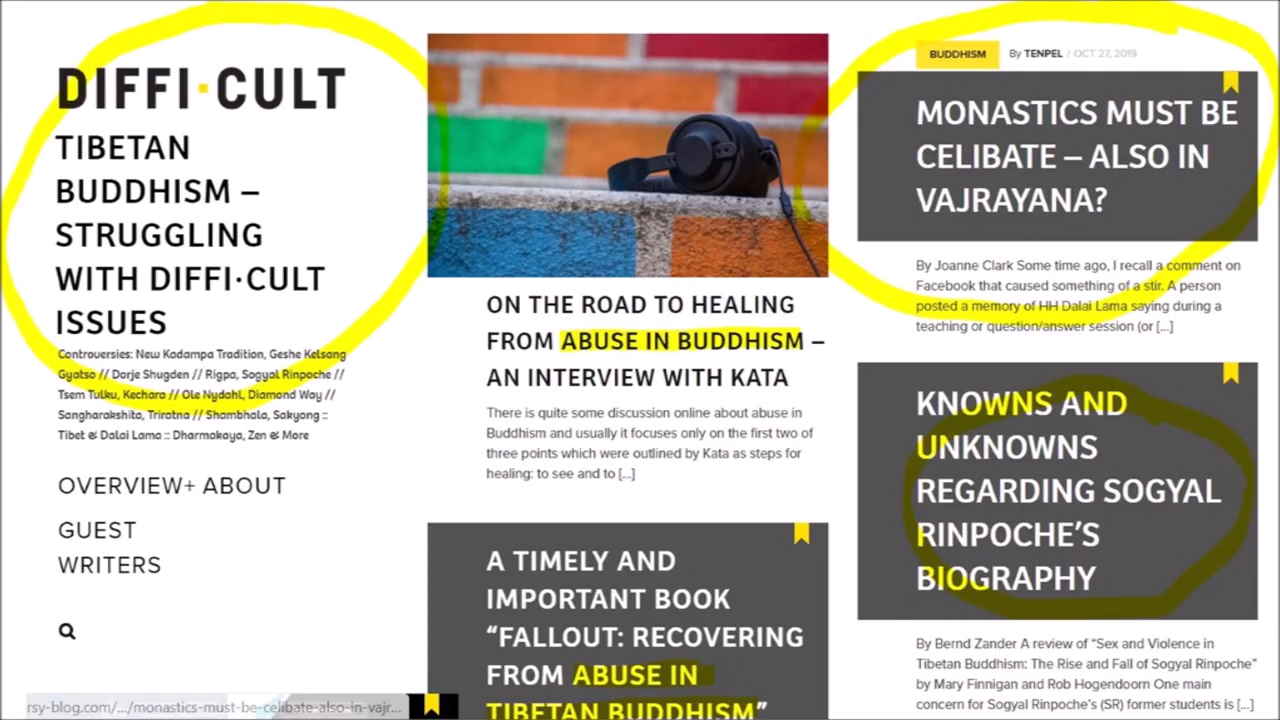 DIFFI·CULT
TIBETAN
BUDDHISM –
STRUGGLING
WITH DIFFI·CULT
ISSUES
Controversies: New Kadampa Tradition, Geshe Kelsang
Gyatso // Dorje Shugden // Rigpa, Sogyal Rinpoche //
Tsem Tulku, Kechara // Ole Nydahl, Diamond Way //
Sangharakshita, Triratna // Shambhala, Sakyong ::
Tibet & Dalai Lama :: Dharmakaya, Zen & More
OVERVIEW+ ABOUT
GUEST
WRITERS
rsy-blog.com/.../monastics-must-be-celibate-also-in-vajr...
ON THE ROAD TO HEALING
FROM ABUSE IN BUDDHISM –
AN INTERVIEW WITH KATA
There is quite some discussion online about abuse in
Buddhism and usually it focuses only on the first two of
three points which were outlined by Kata as steps for
healing: to see and to [...]
A TIMELY AND
IMPORTANT BOOK
“FALLOUT: RECOVERING
FROM ABUSE IN
TIBETAN BUDDHISM”
BUDDHISM By TENPEL / OCT 27, 2019
MONASTICS MUST BE
CELIBATE – ALSO IN
VAJRAYANA?
By Joanne Clark Some time ago, I recall a comment on
Facebook that caused something of a stir. A person
posted a memory of HH Dalai Lama saying during a
teaching or question/answer session (or [...]
KNOWNS AND
UNKNOWNS
REGARDING SOGYAL
RINPOCHE’S
BIOGRAPHY
By Bernd Zander A review of “Sex and Violence in
Tibetan Buddhism: The Rise and Fall of Sogyal Rinpoche”
by Mary Finnigan and Rob Hogendoorn One main
concern for Sogyal Rinpoche’s (SR) former students is [...]